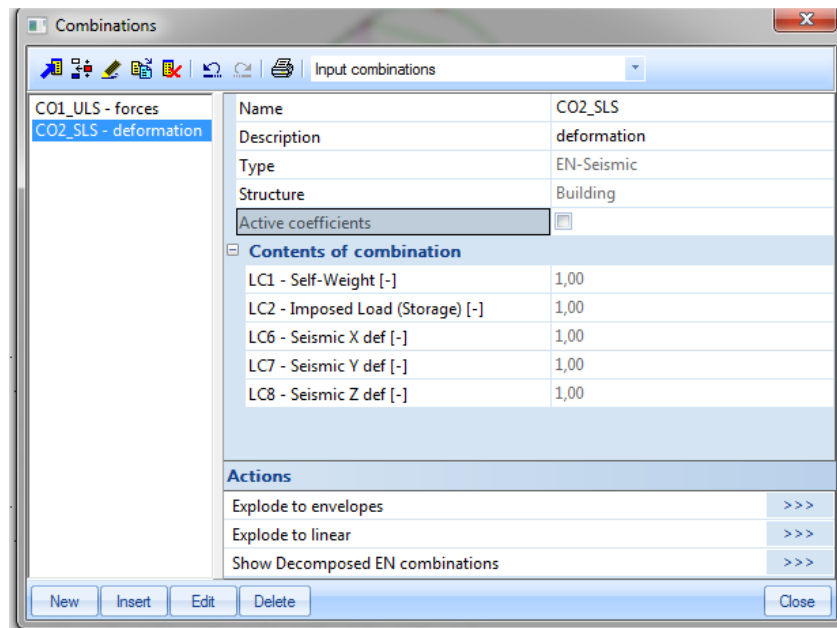 Combinations
Input combinations
CO1_ULS - forces
CO2_SLS - deformation
Name CO2_SLS
Description deformation
Type EN-Seismic
Structure Building
Active coefficients
Contents of combination
LC1 - Self-Weight [-] 1,00
LC2 - Imposed Load (Storage) [-] 1,00
LC6 - Seismic X def [-] 1,00
LC7 - Seismic Y def [-] 1,00
LC8 - Seismic Z def [-] 1,00
Actions
Explode to envelopes >>>
Explode to linear >>>
Show Decomposed EN combinations >>>
New Insert Edit Delete Close